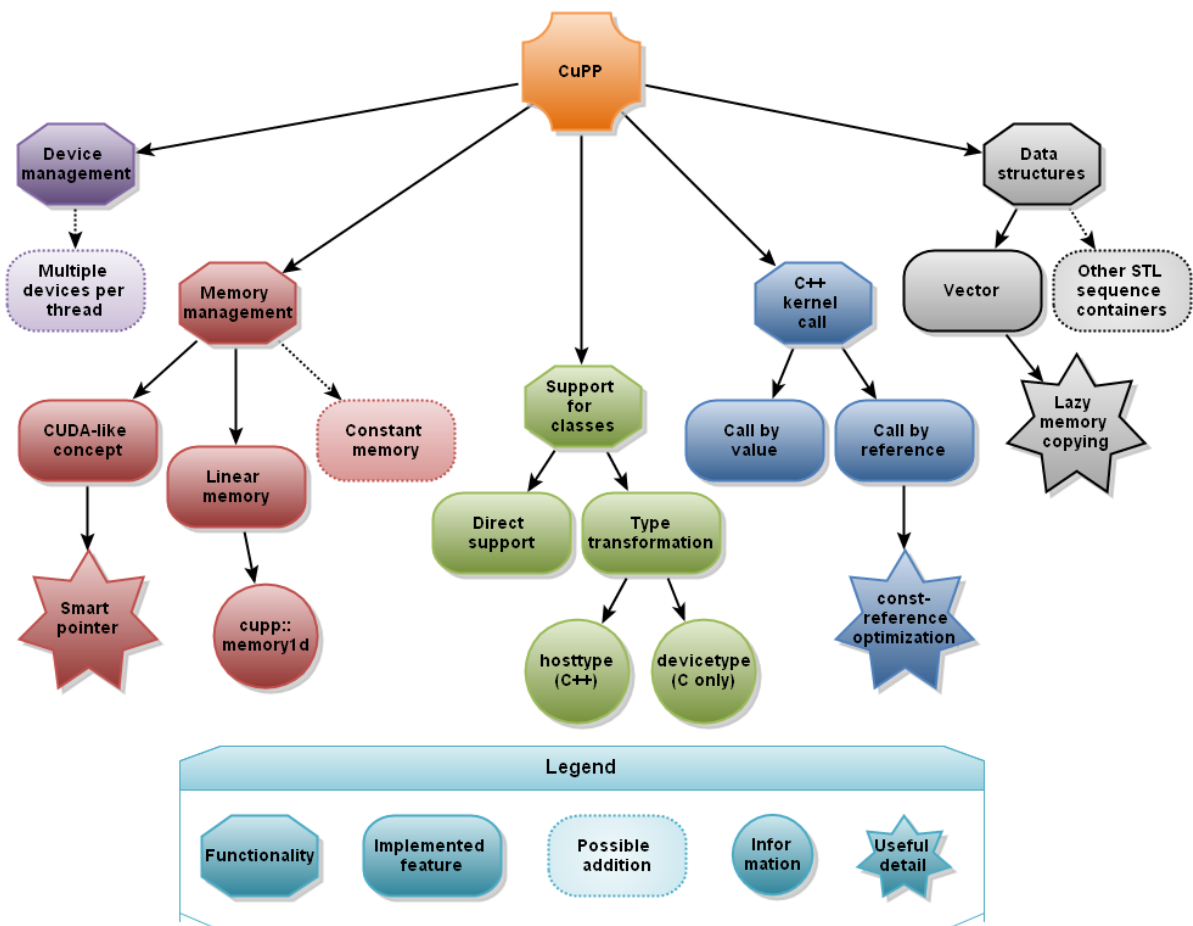 CuPP
Device
management
Data
structures
Multiple
devices per
thread
Memory
management
C++
kernel
call
Vector
Other STL
sequence
containers
Support
for
classes
CUDA-like
concept
Constant
memory
Call by
value
Call by
reference
Lazy
memory
copying
Linear
memory
Direct
support
Type
transformation
Smart
pointer
cupp::
memory1d
hosttype
(C++)
devicetype
(C only)
const-
reference
optimization
Legend
Functionality
Implemented
feature
Possible
addition
Infor
mation
Useful
detail